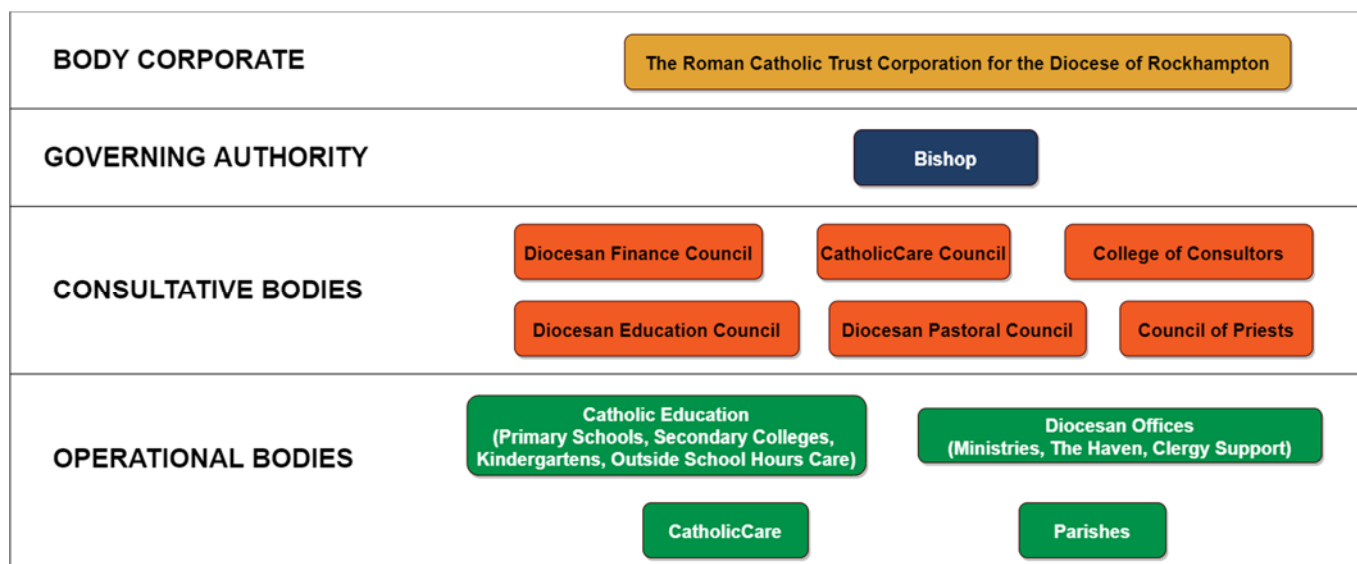 BODY CORPORATE
The Roman Catholic Trust Corporation for the Diocese of Rockhampton
GOVERNING AUTHORITY
Bishop
CONSULTATIVE BODIES
Diocesan Finance Council
CatholicCare Council
College of Consultors
Diocesan Education Council
Diocesan Pastoral Council
Council of Priests
OPERATIONAL BODIES
Catholic Education
(Primary Schools, Secondary Colleges,
Kindergartens, Outside School Hours Care)
Diocesan Offices
(Ministries, The Haven, Clergy Support)
CatholicCare
Parishes